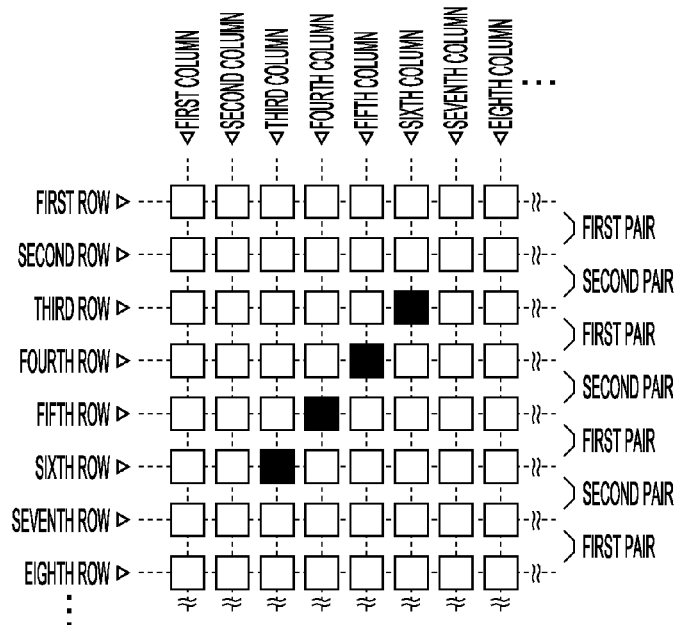 FIRST COLUMN
SECOND COLUMN
THIRD COLUMN
FOURTH COLUMN
FIFTH COLUMN
SIXTH COLUMN
SEVENTH COLUMN
EIGHTH COLUMN
FIRST ROW
FIRST PAIR
SECOND ROW
SECOND PAIR
THIRD ROW
FIRST PAIR
FOURTH ROW
SECOND PAIR
FIFTH ROW
FIRST PAIR
SIXTH ROW
SECOND PAIR
SEVENTH ROW
FIRST PAIR
EIGHTH ROW